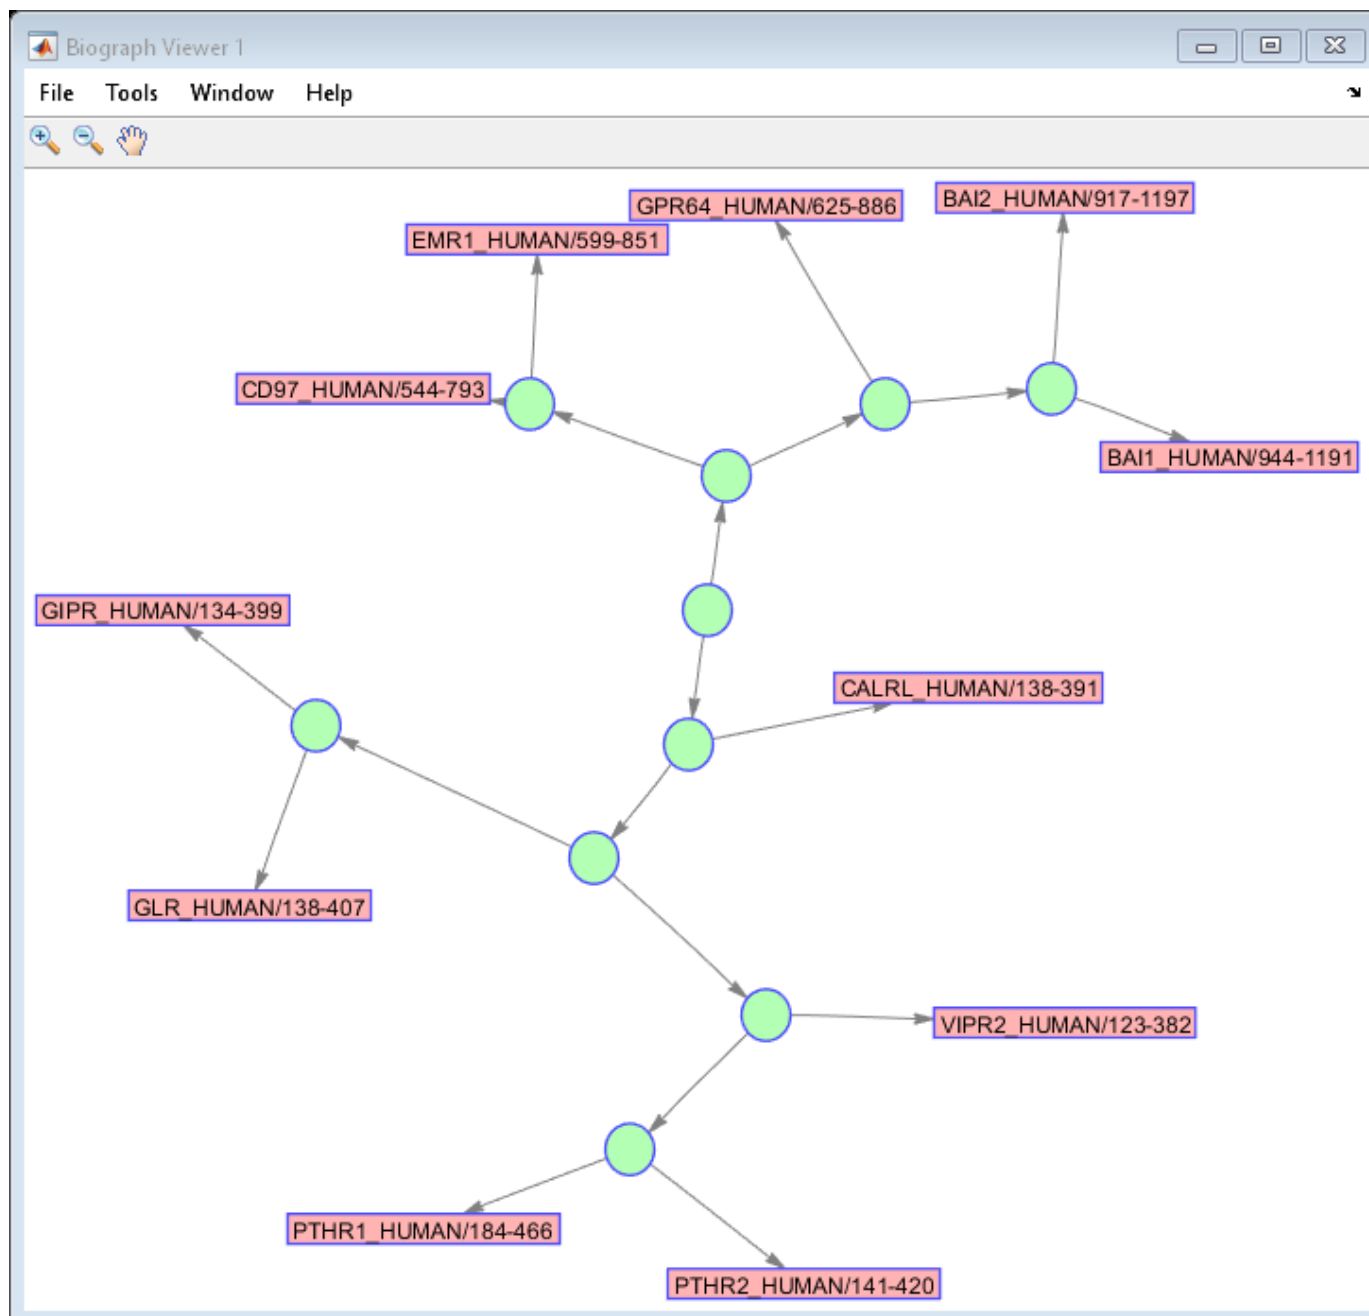 Biograph Viewer 1
File Tools Window Help
BAI2_HUMAN/917-1197
GPR64_HUMAN/625-886
EMR1_HUMAN/599-851
CD97_HUMAN/544-793
BAI1_HUMAN/944-1191
GIPR_HUMAN/134-399
CALRL_HUMAN/138-391
GLR_HUMAN/138-407
VIPR2_HUMAN/123-382
PTHR1_HUMAN/184-466
PTHR2_HUMAN/141-420